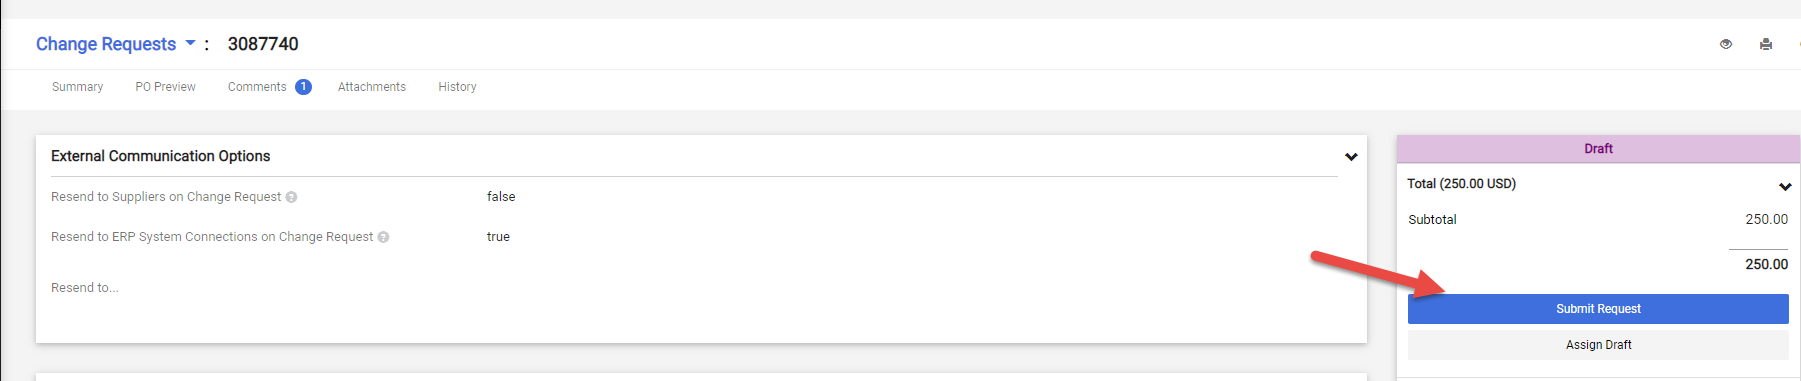 Change Requests : 3087740
Summary PO Preview Comments 1 Attachments History
External Communication Options
Resend to Suppliers on Change Request ? false
Resend to ERP System Connections on Change Request ? true
Resend to...
Draft
Total (250.00 USD)
Subtotal 250.00
250.00
Submit Request
Assign Draft